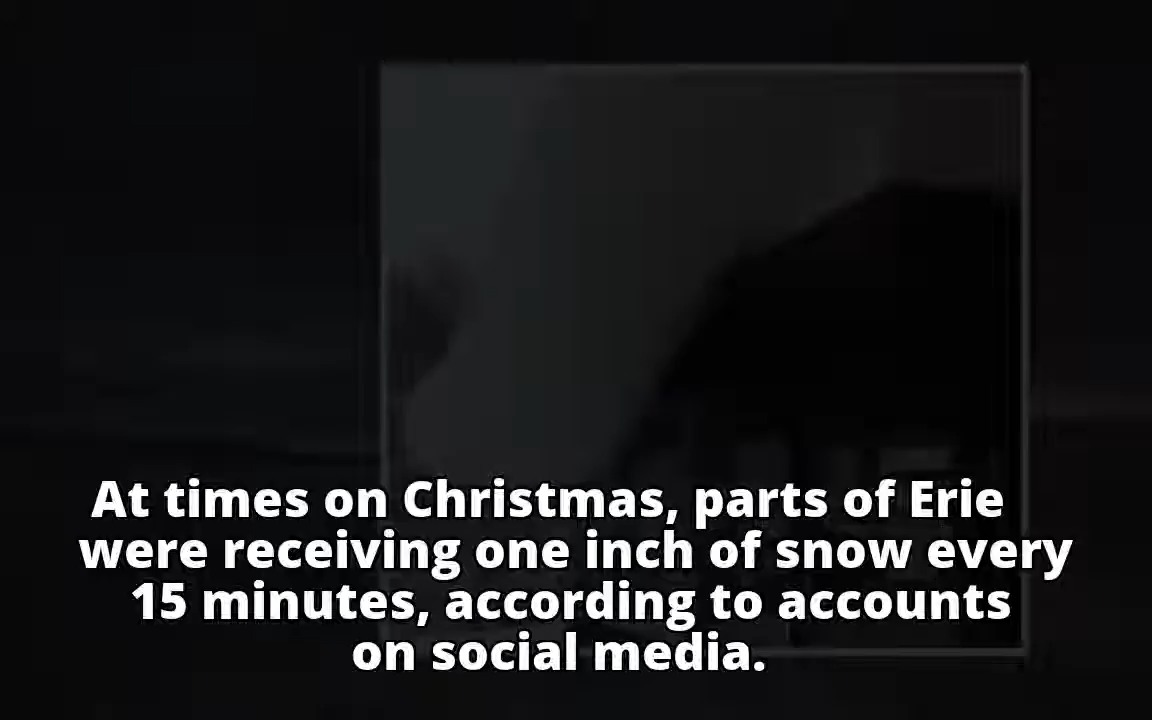 At times on Christmas, parts of Erie
were receiving one inch of snow every
15 minutes, according to accounts
on social media.